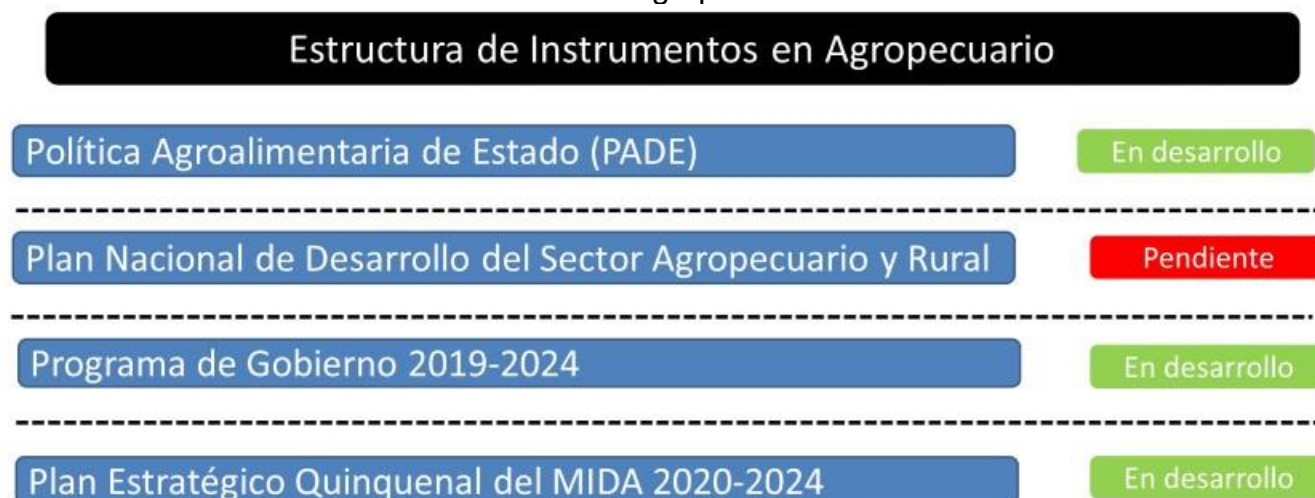 Estructura de Instrumentos en Agropecuario
Política Agroalimentaria de Estado (PADE) En desarrollo
Plan Nacional de Desarrollo del Sector Agropecuario y Rural Pendiente
Programa de Gobierno 2019-2024 En desarrollo
Plan Estratégico Quinquenal del MIDA 2020-2024 En desarrollo